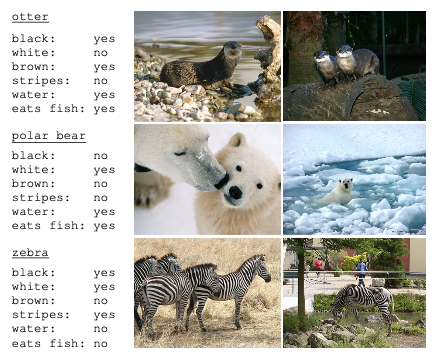 otter
black: yes
white: no
brown: yes
stripes: no
water: yes
eats fish: yes
polar bear
black: no
white: yes
brown: no
stripes: no
water: yes
eats fish: yes
zebra
black: yes
white: yes
brown: no
stripes: yes
water: no
eats fish: no